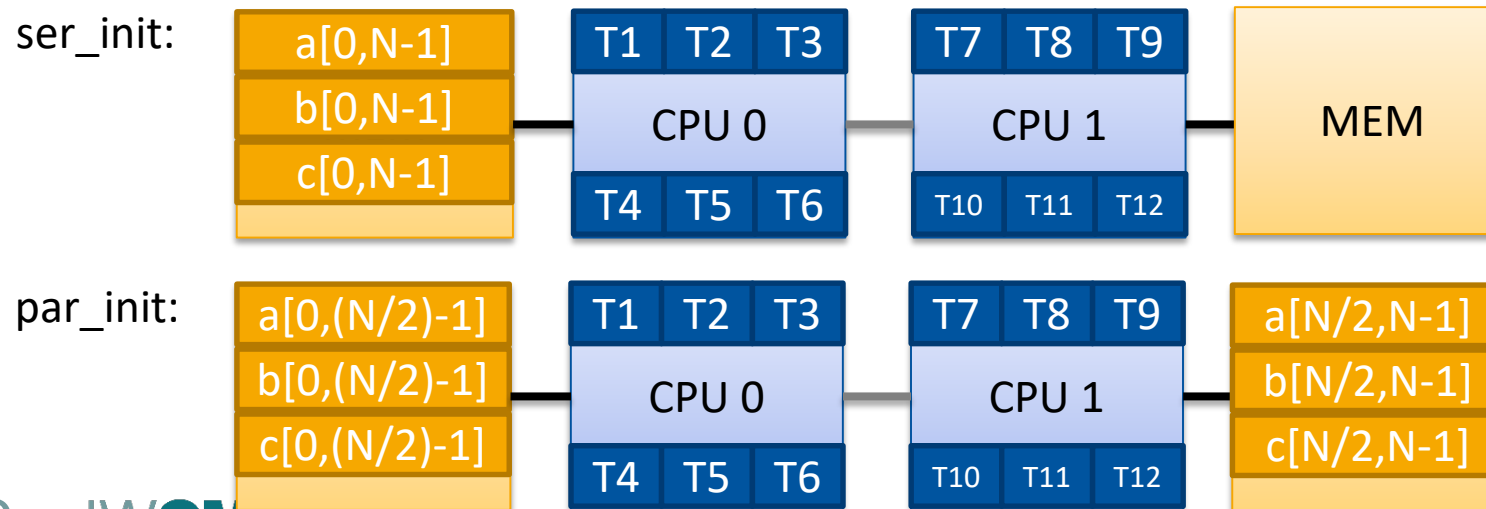 ser_init:
a[0,N-1]
b[0,N-1]
c[0,N-1]
T1 T2 T3
CPU 0
T4 T5 T6
T7 T8 T9
CPU 1
T10 T11 T12
MEM
par_init:
a[0,(N/2)-1]
b[0,(N/2)-1]
c[0,(N/2)-1]
T1 T2 T3
CPU 0
T4 T5 T6
T7 T8 T9
CPU 1
T10 T11 T12
a[N/2,N-1]
b[N/2,N-1]
c[N/2,N-1]